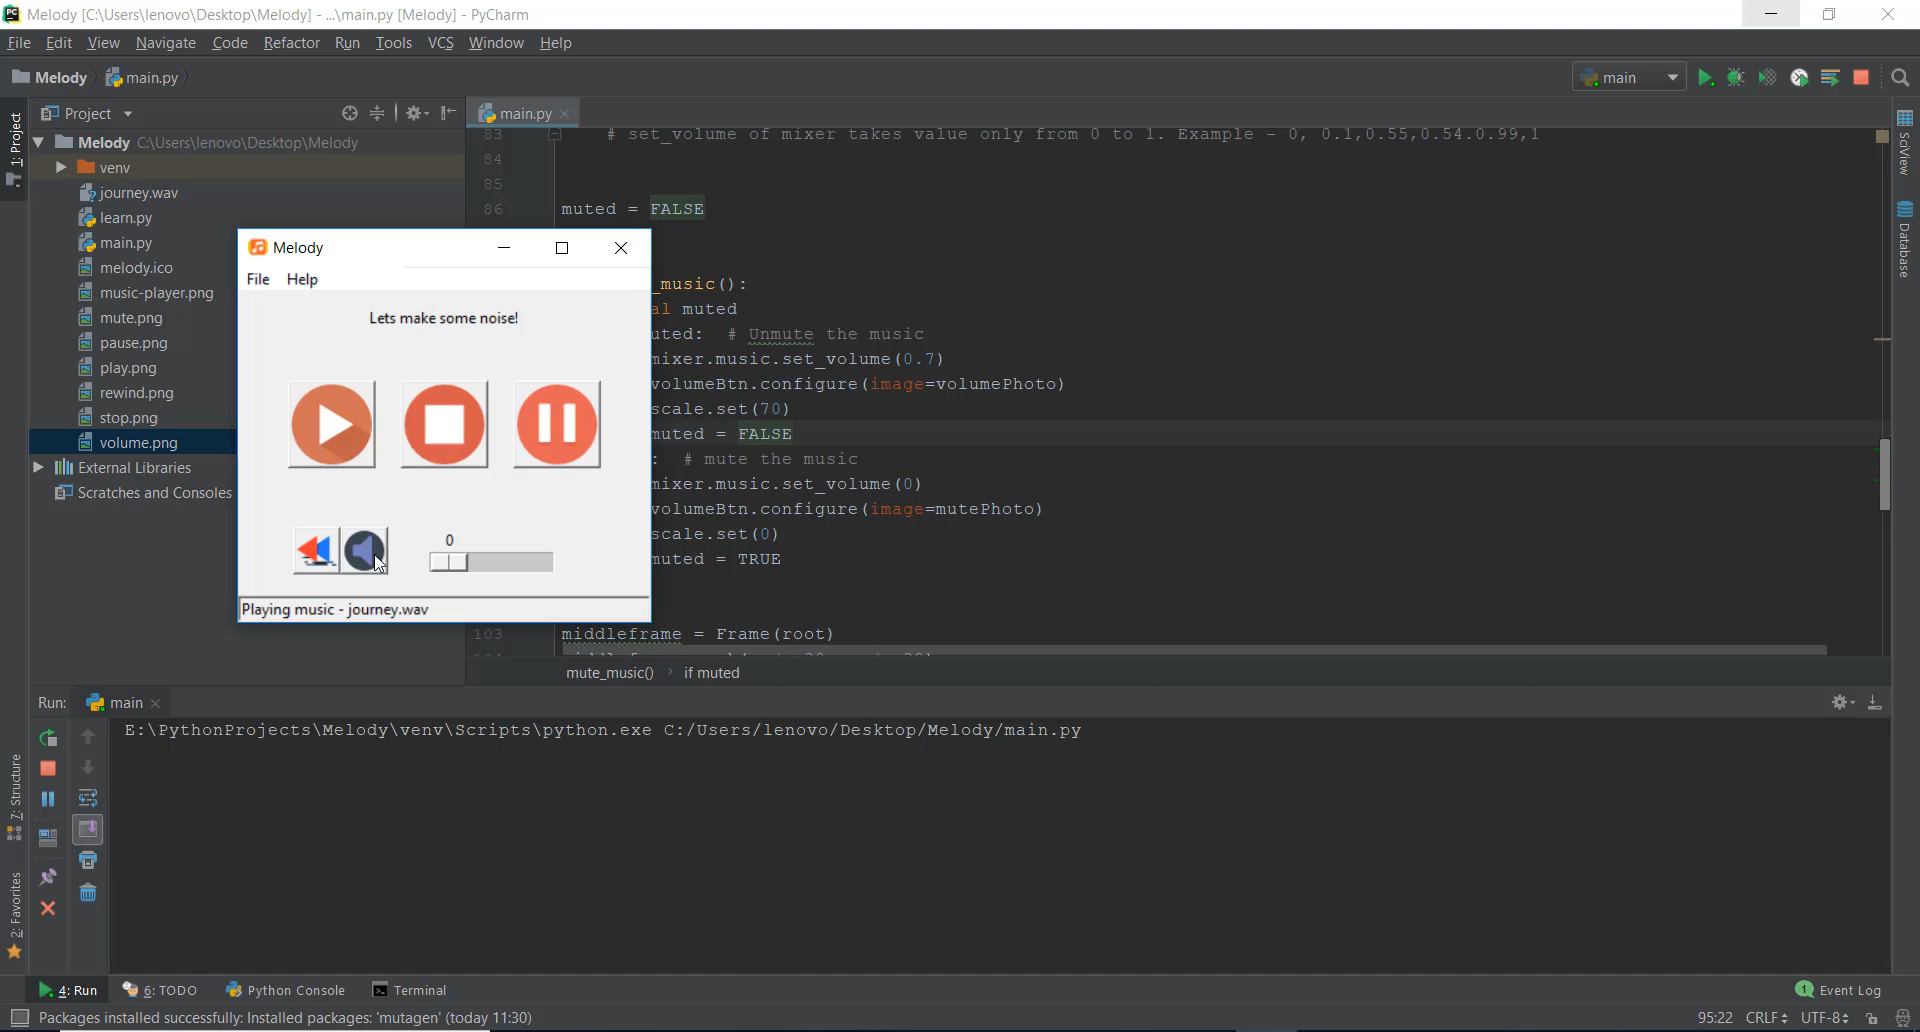 Melody [C:\Users\lenovo\Desktop\Melody] - ...\main.py [Melody] - PyCharm
File Edit View Navigate Code Refactor Run Tools VCS Window Help
Melody main.py
main
Project
main.py
1: Project
Melody C:\Users\lenovo\Desktop\Melody
venv
journey.wav
learn.py
main.py
melody.ico
music-player.png
mute.png
pause.png
play.png
rewind.png
stop.png
volume.png
External Libraries
Scratches and Consoles
83 # set_volume of mixer takes value only from 0 to 1. Example - 0, 0.1,0.55,0.54.0.99,1
84
85
86 muted = FALSE
_music():
al muted
uted: # Unmute the music
mixer.music.set_volume(0.7)
volumeBtn.configure(image=volumePhoto)
scale.set(70)
muted = FALSE
: # mute the music
mixer.music.set_volume(0)
volumeBtn.configure(image=mutePhoto)
scale.set(0)
muted = TRUE
103 middleframe = Frame(root)
mute_music() if muted
SciView
Database
Melody
File Help
Lets make some noise!
0
Playing music - journey.wav
Run: main
E:\PythonProjects\Melody\venv\Scripts\python.exe C:/Users/lenovo/Desktop/Melody/main.py
7: Structure
2: Favorites
4: Run 6: TODO Python Console Terminal
1 Event Log
Packages installed successfully: Installed packages: 'mutagen' (today 11:30)
95:22 CRLF UTF-8